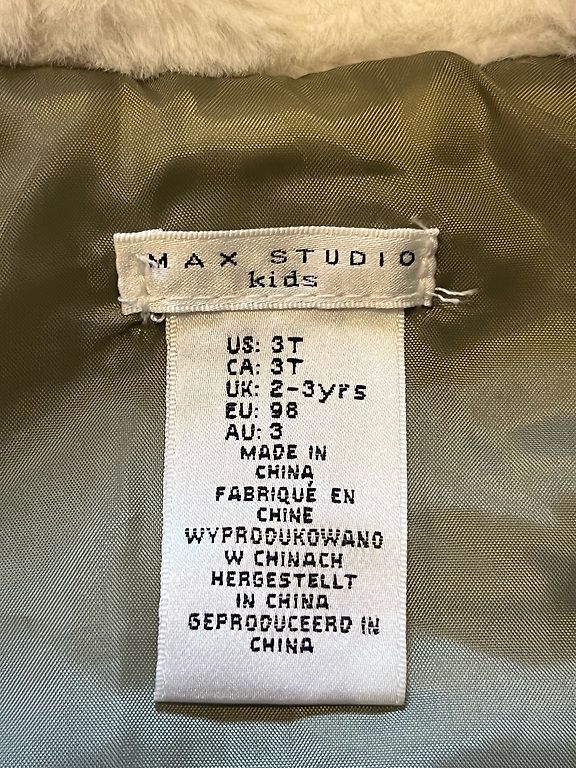 MAX STUDIO
kids
US: 3T
CA: 3T
UK: 2-3yrs
EU: 98
AU: 3
MADE IN
CHINA
FABRIQUÉ EN
CHINE
WYPRODUKOWANO
W CHINACH
HERGESTELLT
IN CHINA
GEPRODUCEERD IN
CHINA